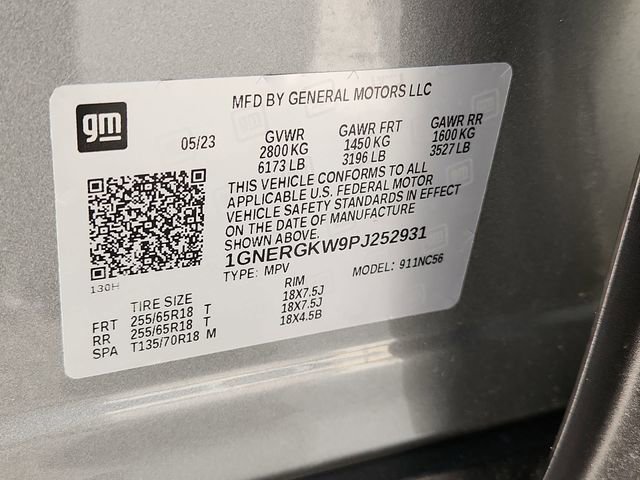 gm
MFD BY GENERAL MOTORS LLC
05/23 GVWR GAWR FRT GAWR RR
2800 KG 1450 KG 1600 KG
6173 LB 3196 LB 3527 LB
THIS VEHICLE CONFORMS TO ALL
APPLICABLE U.S. FEDERAL MOTOR
VEHICLE SAFETY STANDARDS IN EFFECT
ON THE DATE OF MANUFACTURE
SHOWN ABOVE.
1GNERGKW9PJ252931
TYPE: MPV MODEL: 911NC56
130H
TIRE SIZE RIM
FRT 255/65R18 T 18X7.5J
RR 255/65R18 T 18X7.5J
SPA T135/70R18 M 18X4.5B